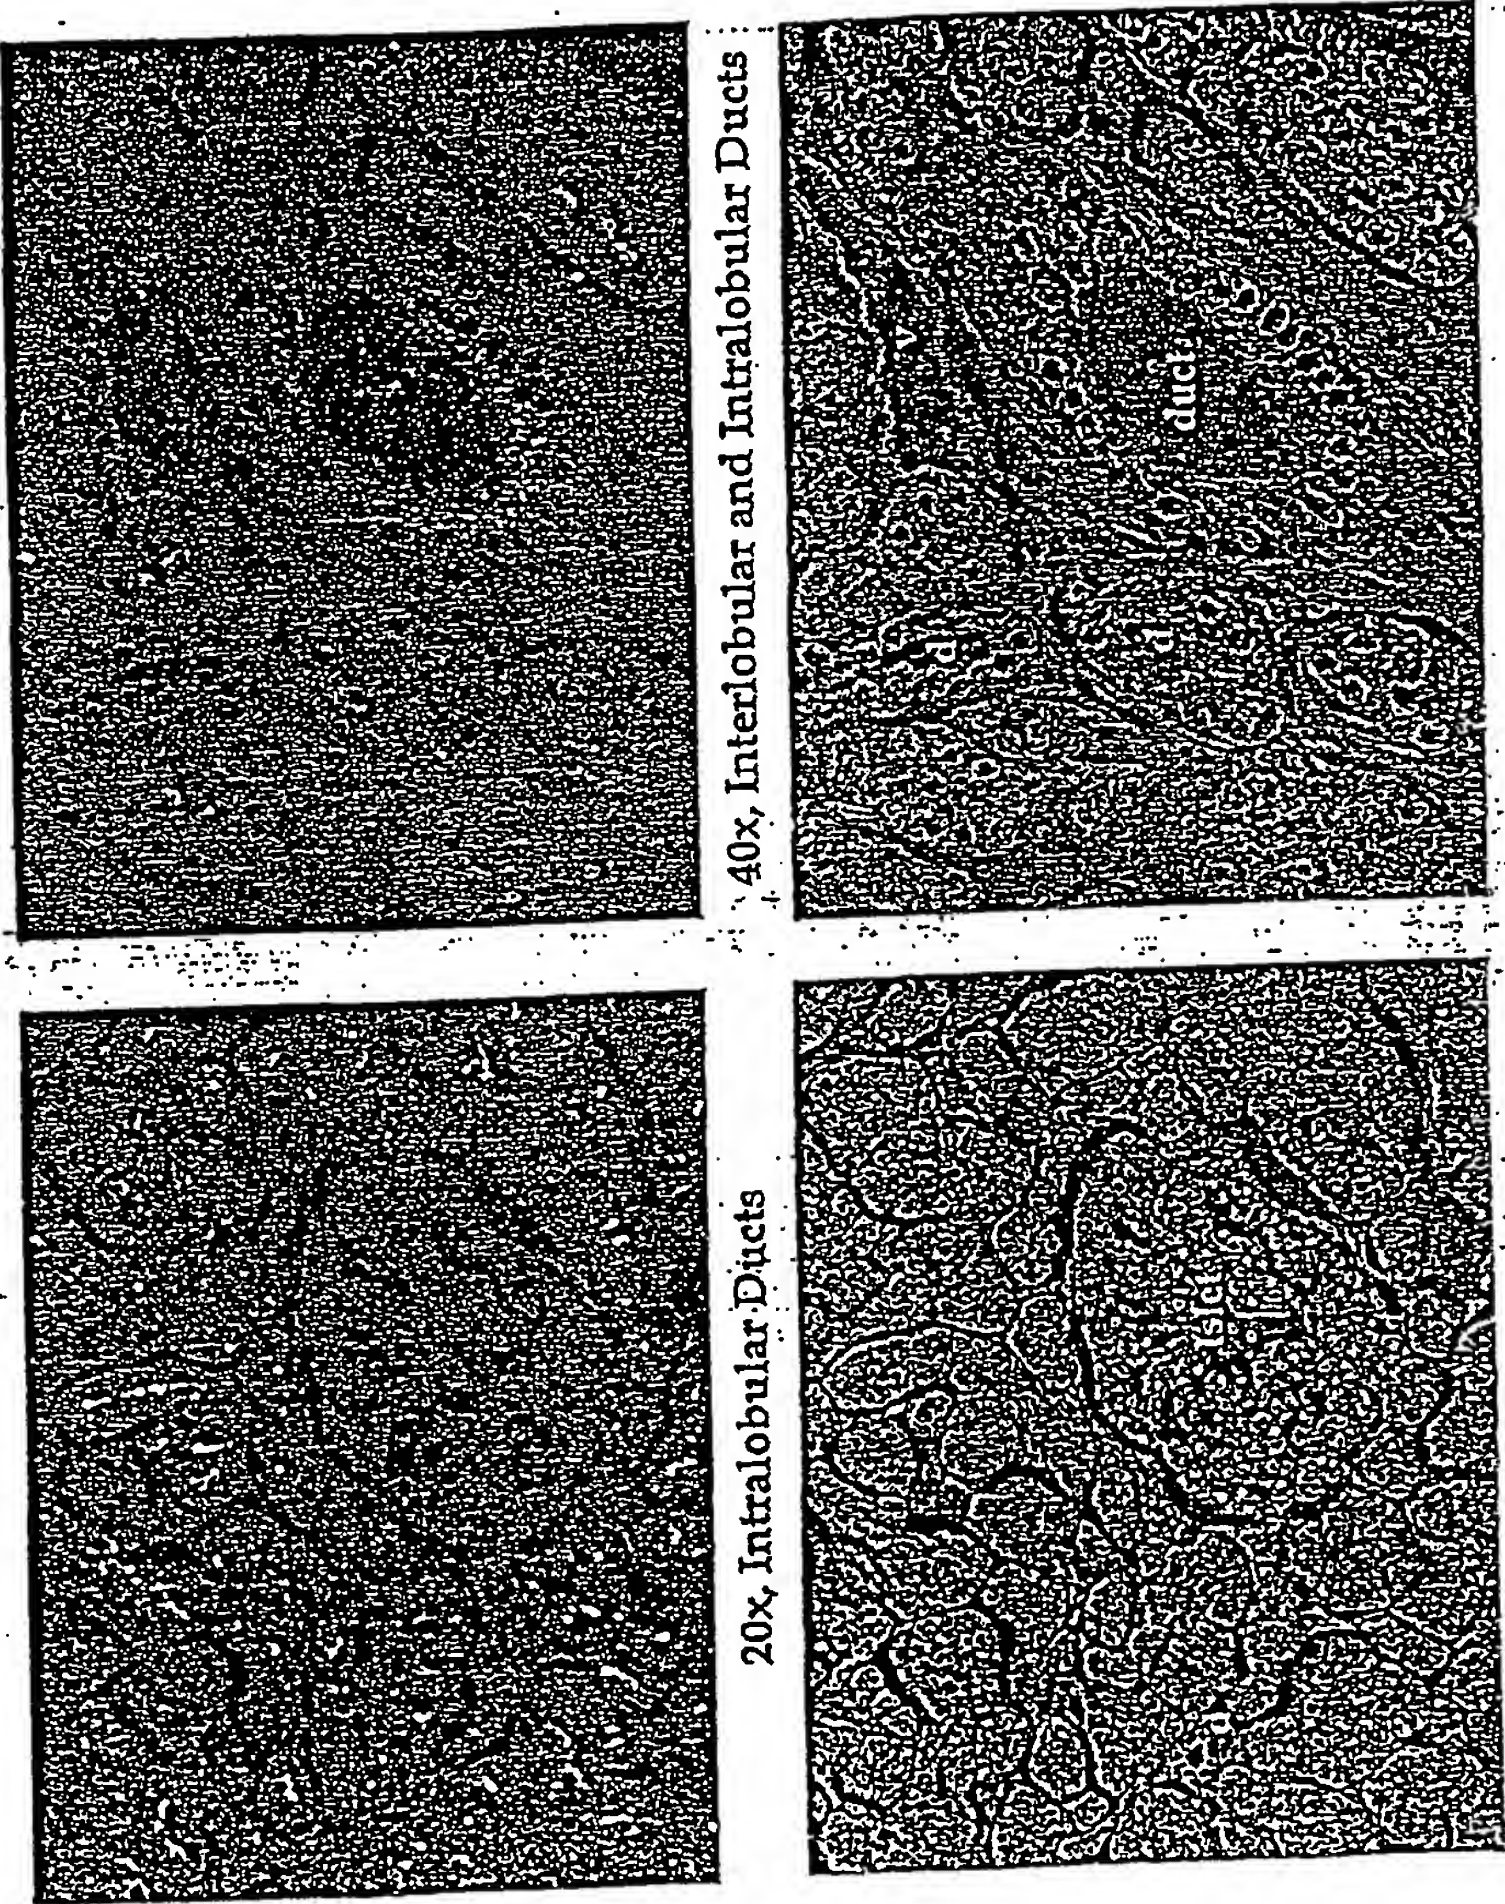 20x, Intralobular Ducts
40x, Interlobular and Intralobular Ducts
islet
d
d
duct